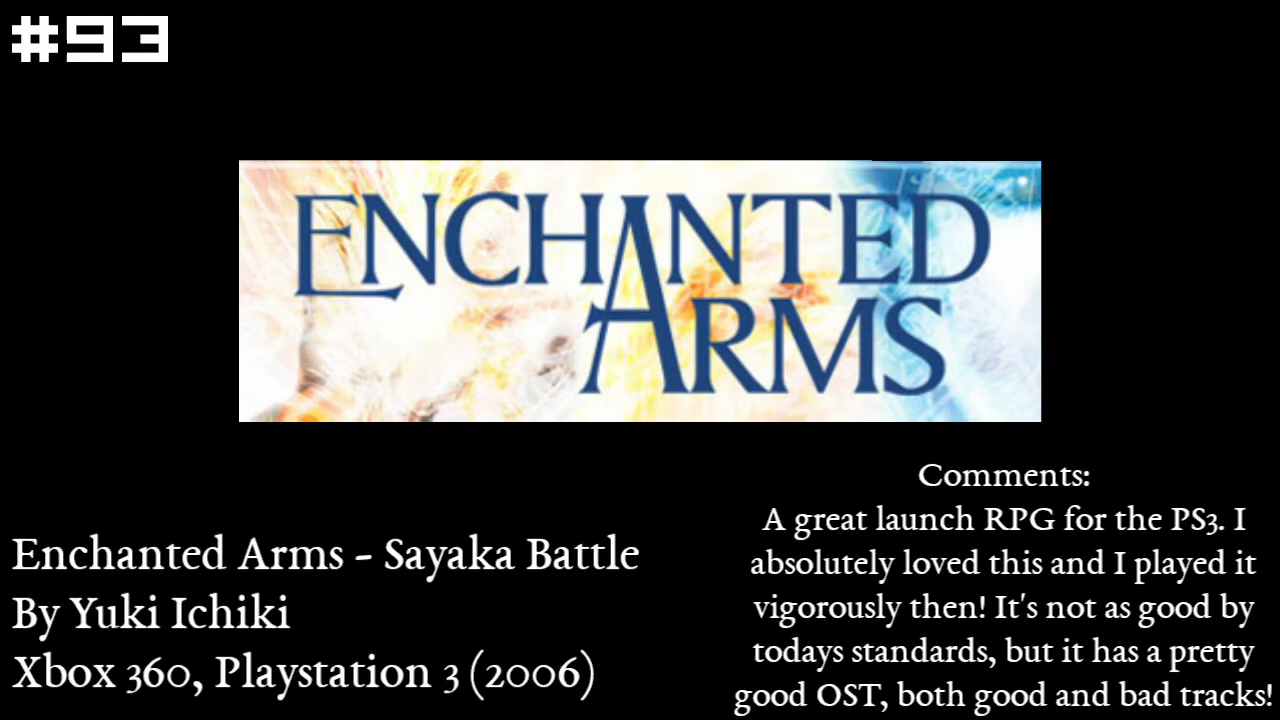 #93
ENCHANTED
ARMS
Enchanted Arms - Sayaka Battle
By Yuki Ichiki
Xbox 360, Playstation 3 (2006)
Comments:
A great launch RPG for the PS3. I
absolutely loved this and I played it
vigorously then! It's not as good by
todays standards, but it has a pretty
good OST, both good and bad tracks!